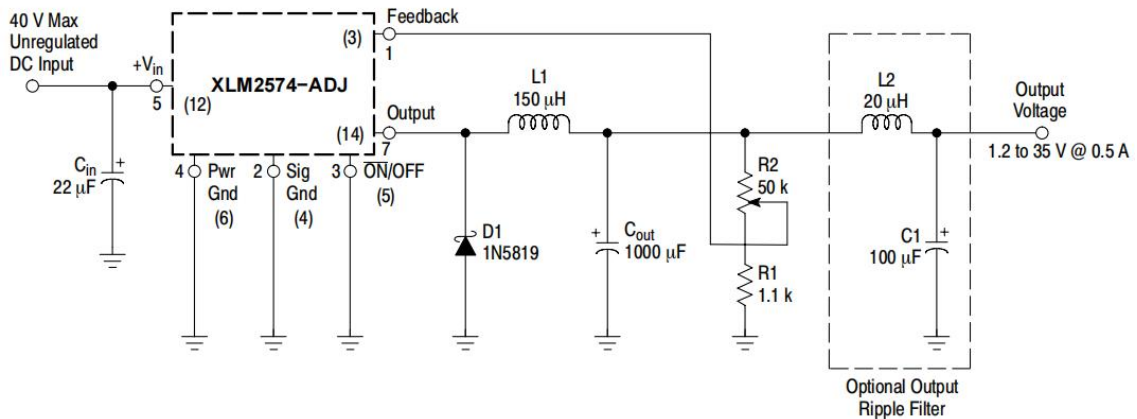 40 V Max
Unregulated
DC Input
+Vin
5
(12)
XLM2574−ADJ
(3)
Feedback
1
(14)
Output
7
4
Pwr
Gnd
(6)
2
Sig
Gnd
(4)
3
ON/OFF
(5)
Cin
22 µF
+
L1
150 µH
D1
1N5819
+
Cout
1000 µF
R2
50 k
R1
1.1 k
L2
20 µH
+
C1
100 µF
Output
Voltage
1.2 to 35 V @ 0.5 A
Optional Output
Ripple Filter